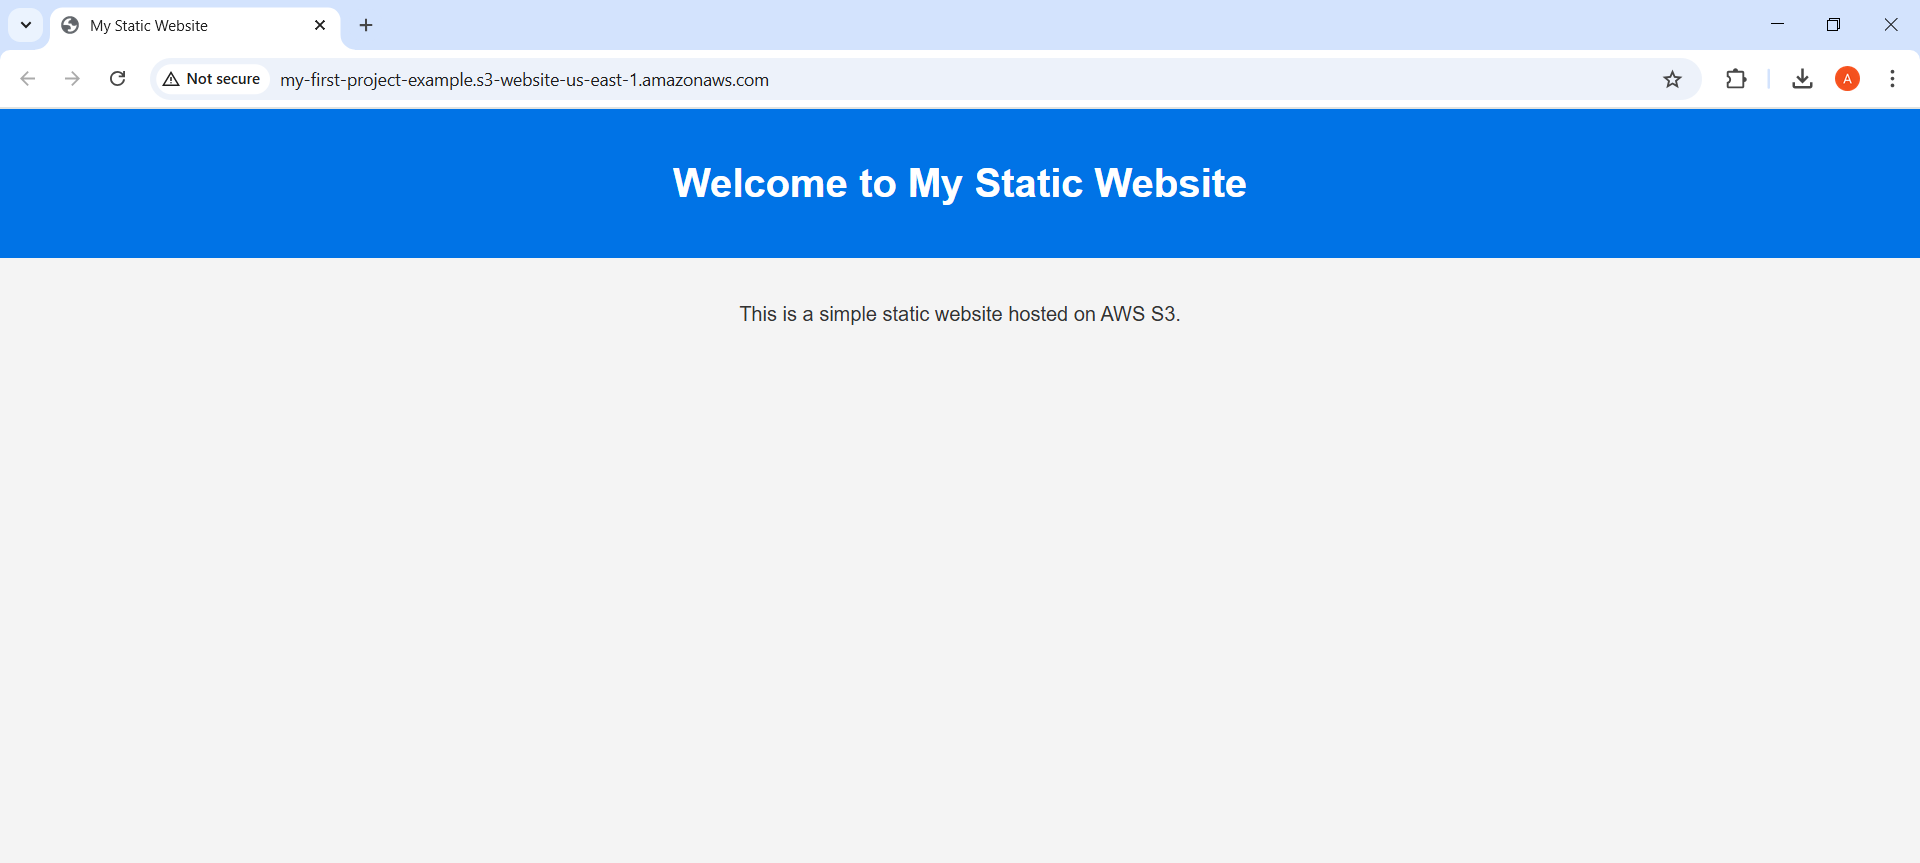 My Static Website
Not secure
my-first-project-example.s3-website-us-east-1.amazonaws.com
A
Welcome to My Static Website
This is a simple static website hosted on AWS S3.